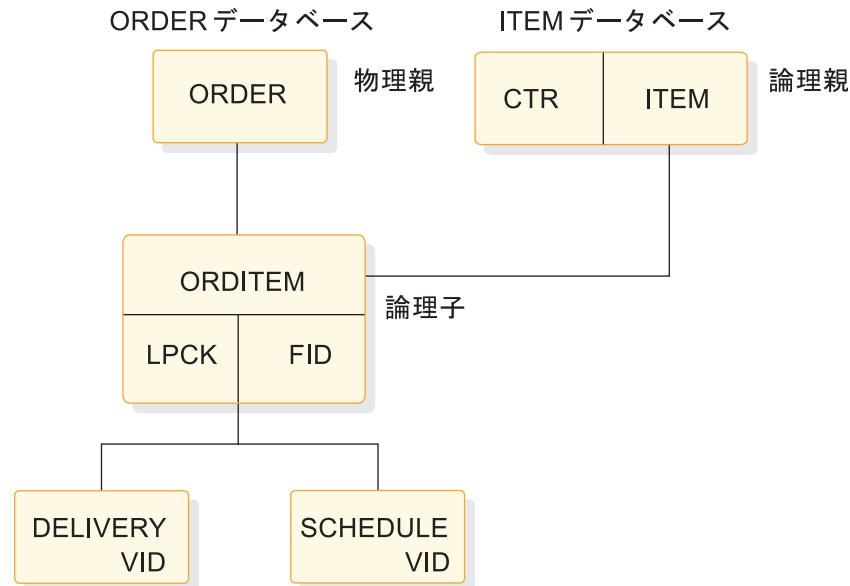 ORDER データベース
ITEM データベース
ORDER
物理親
CTR
ITEM
論理親
ORDITEM
論理子
LPCK
FID
DELIVERY
VID
SCHEDULE
VID